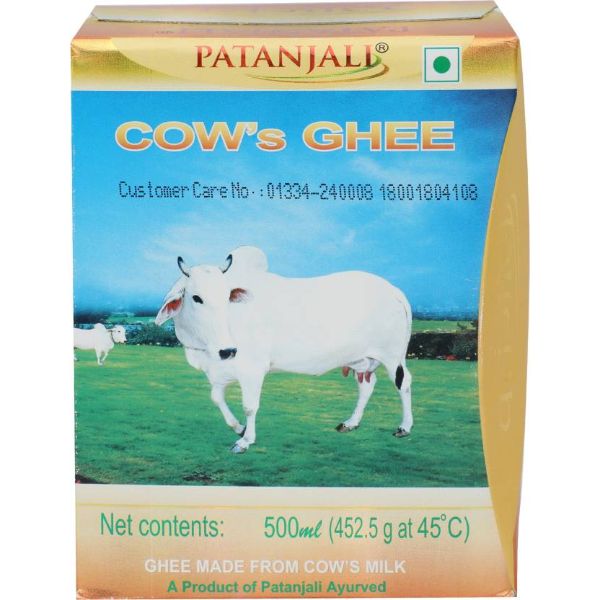 PATANJALI®
COW's GHEE
Customer Care No.:01334-240008 18001804108
Net contents: 500ml (452.5 g at 45°C)
GHEE MADE FROM COW'S MILK
A Product of Patanjali Ayurved